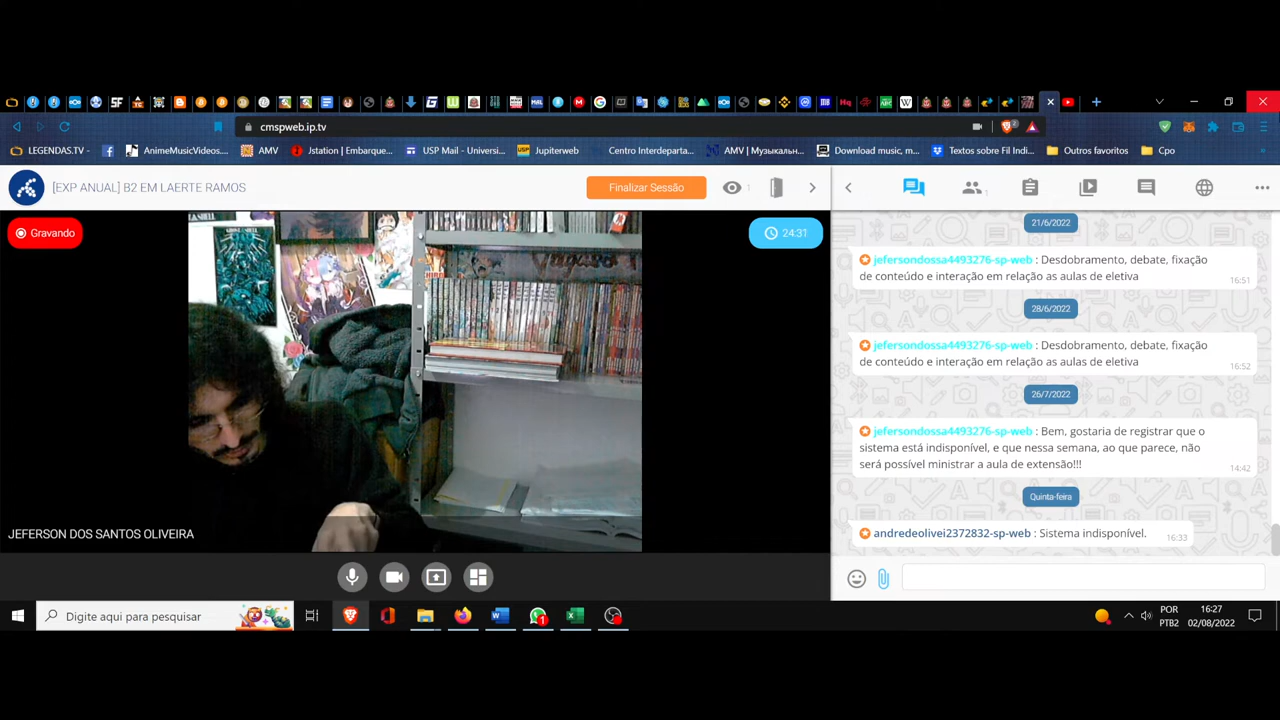 cmspweb.ip.tv
2
LEGENDAS.TV -
AnimeMusicVideos...
AMV
Jstation | Embarque...
USP Mail - Universi...
Jupiterweb
Centro Interdeparta...
AMV | Музыкальн...
Download music, m...
Textos sobre Fil Indi...
Outros favoritos
Cpo
[EXP ANUAL] B2 EM LAERTE RAMOS
Finalizar Sessão
1
1
Gravando
24:31
JEFERSON DOS SANTOS OLIVEIRA
21/6/2022
jefersondossa4493276-sp-web : Desdobramento, debate, fixação
de conteúdo e interação em relação as aulas de eletiva
16:51
28/6/2022
jefersondossa4493276-sp-web : Desdobramento, debate, fixação
de conteúdo e interação em relação as aulas de eletiva
16:52
26/7/2022
jefersondossa4493276-sp-web : Bem, gostaria de registrar que o
sistema está indisponível, e que nessa semana, ao que parece, não
será possível ministrar a aula de extensão!!!
14:42
Quinta-feira
andredeolivei2372832-sp-web : Sistema indisponível.
16:33
Digite aqui para pesquisar
1
POR
PTB2
16:27
02/08/2022